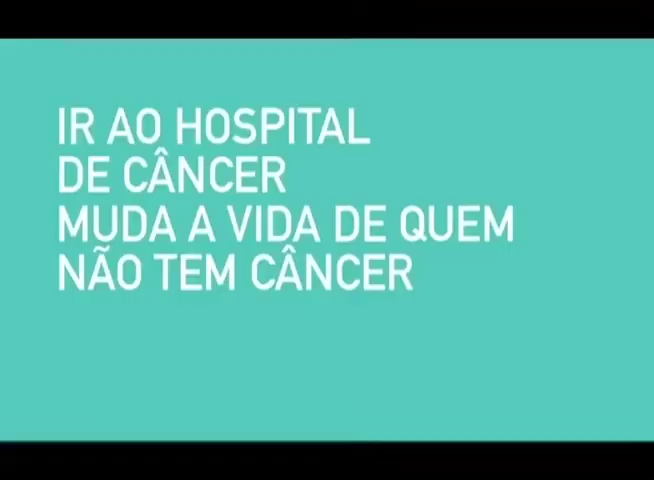 IR AO HOSPITAL
DE CÂNCER
MUDA A VIDA DE QUEM
NÃO TEM CÂNCER